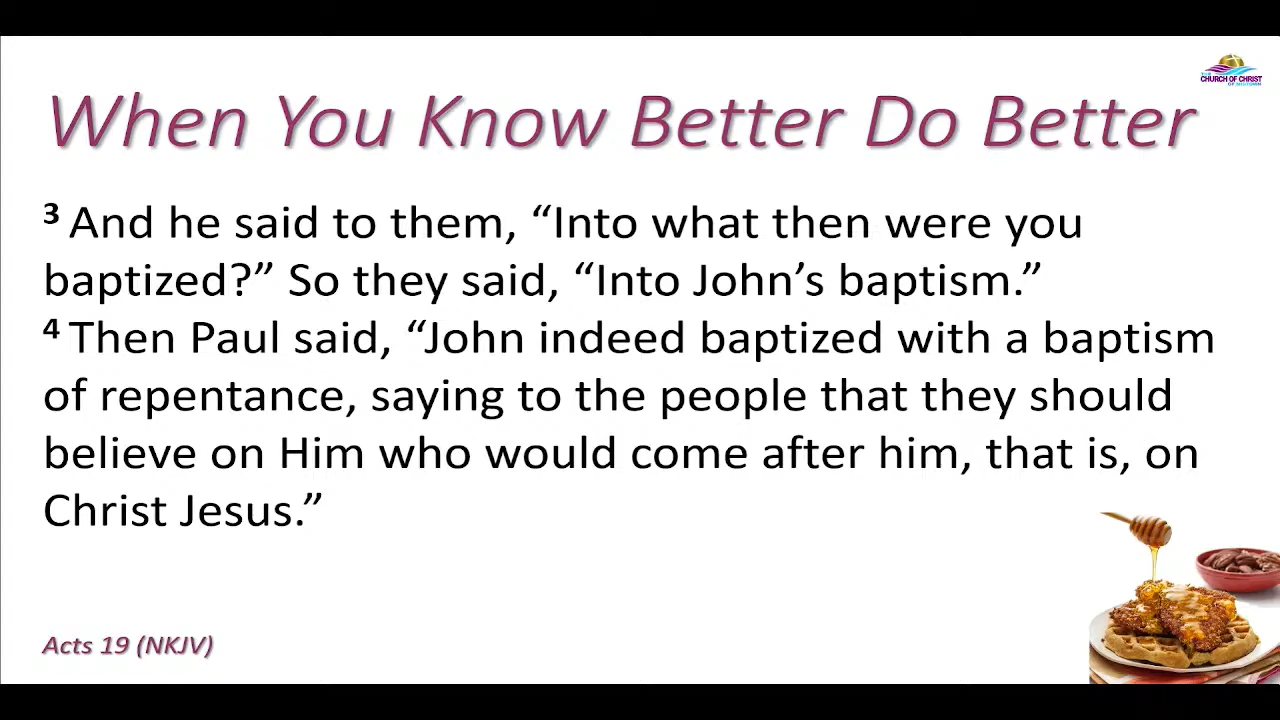 THE
CHURCH OF CHRIST
OF MIDTOWN
When You Know Better Do Better
3 And he said to them, “Into what then were you
baptized?” So they said, “Into John’s baptism.”
4 Then Paul said, “John indeed baptized with a baptism
of repentance, saying to the people that they should
believe on Him who would come after him, that is, on
Christ Jesus.”
Acts 19 (NKJV)